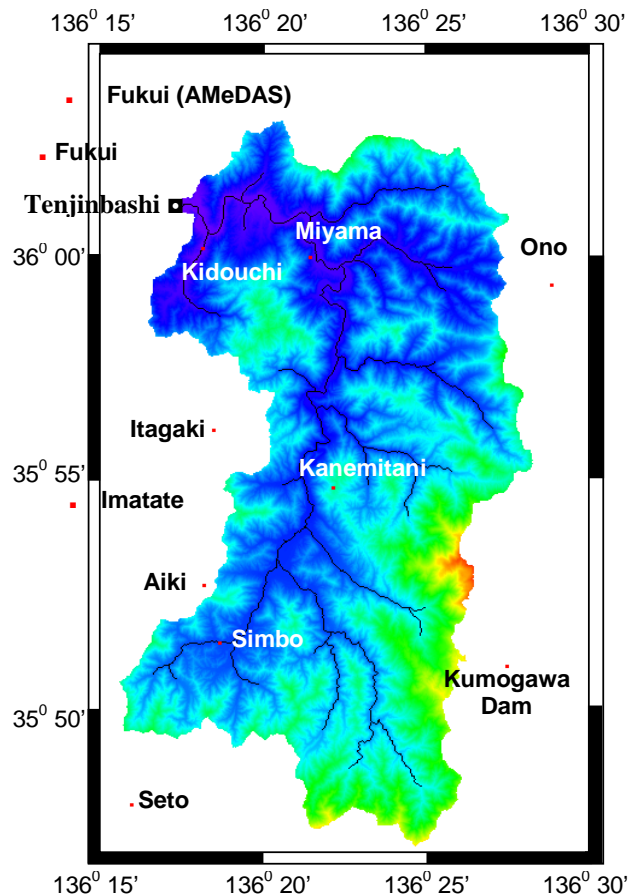 136⁰ 15’ 136⁰ 20’ 136⁰ 25’ 136⁰ 30’
Fukui (AMeDAS)
Fukui
Tenjinbashi
Miyama
Ono
36⁰ 00’
Kidouchi
Itagaki
Kanemitani
35⁰ 55’
Imatate
Aiki
Simbo
Kumogawa
Dam
35⁰ 50’
Seto
136⁰ 15’ 136⁰ 20’ 136⁰ 25’ 136⁰ 30’